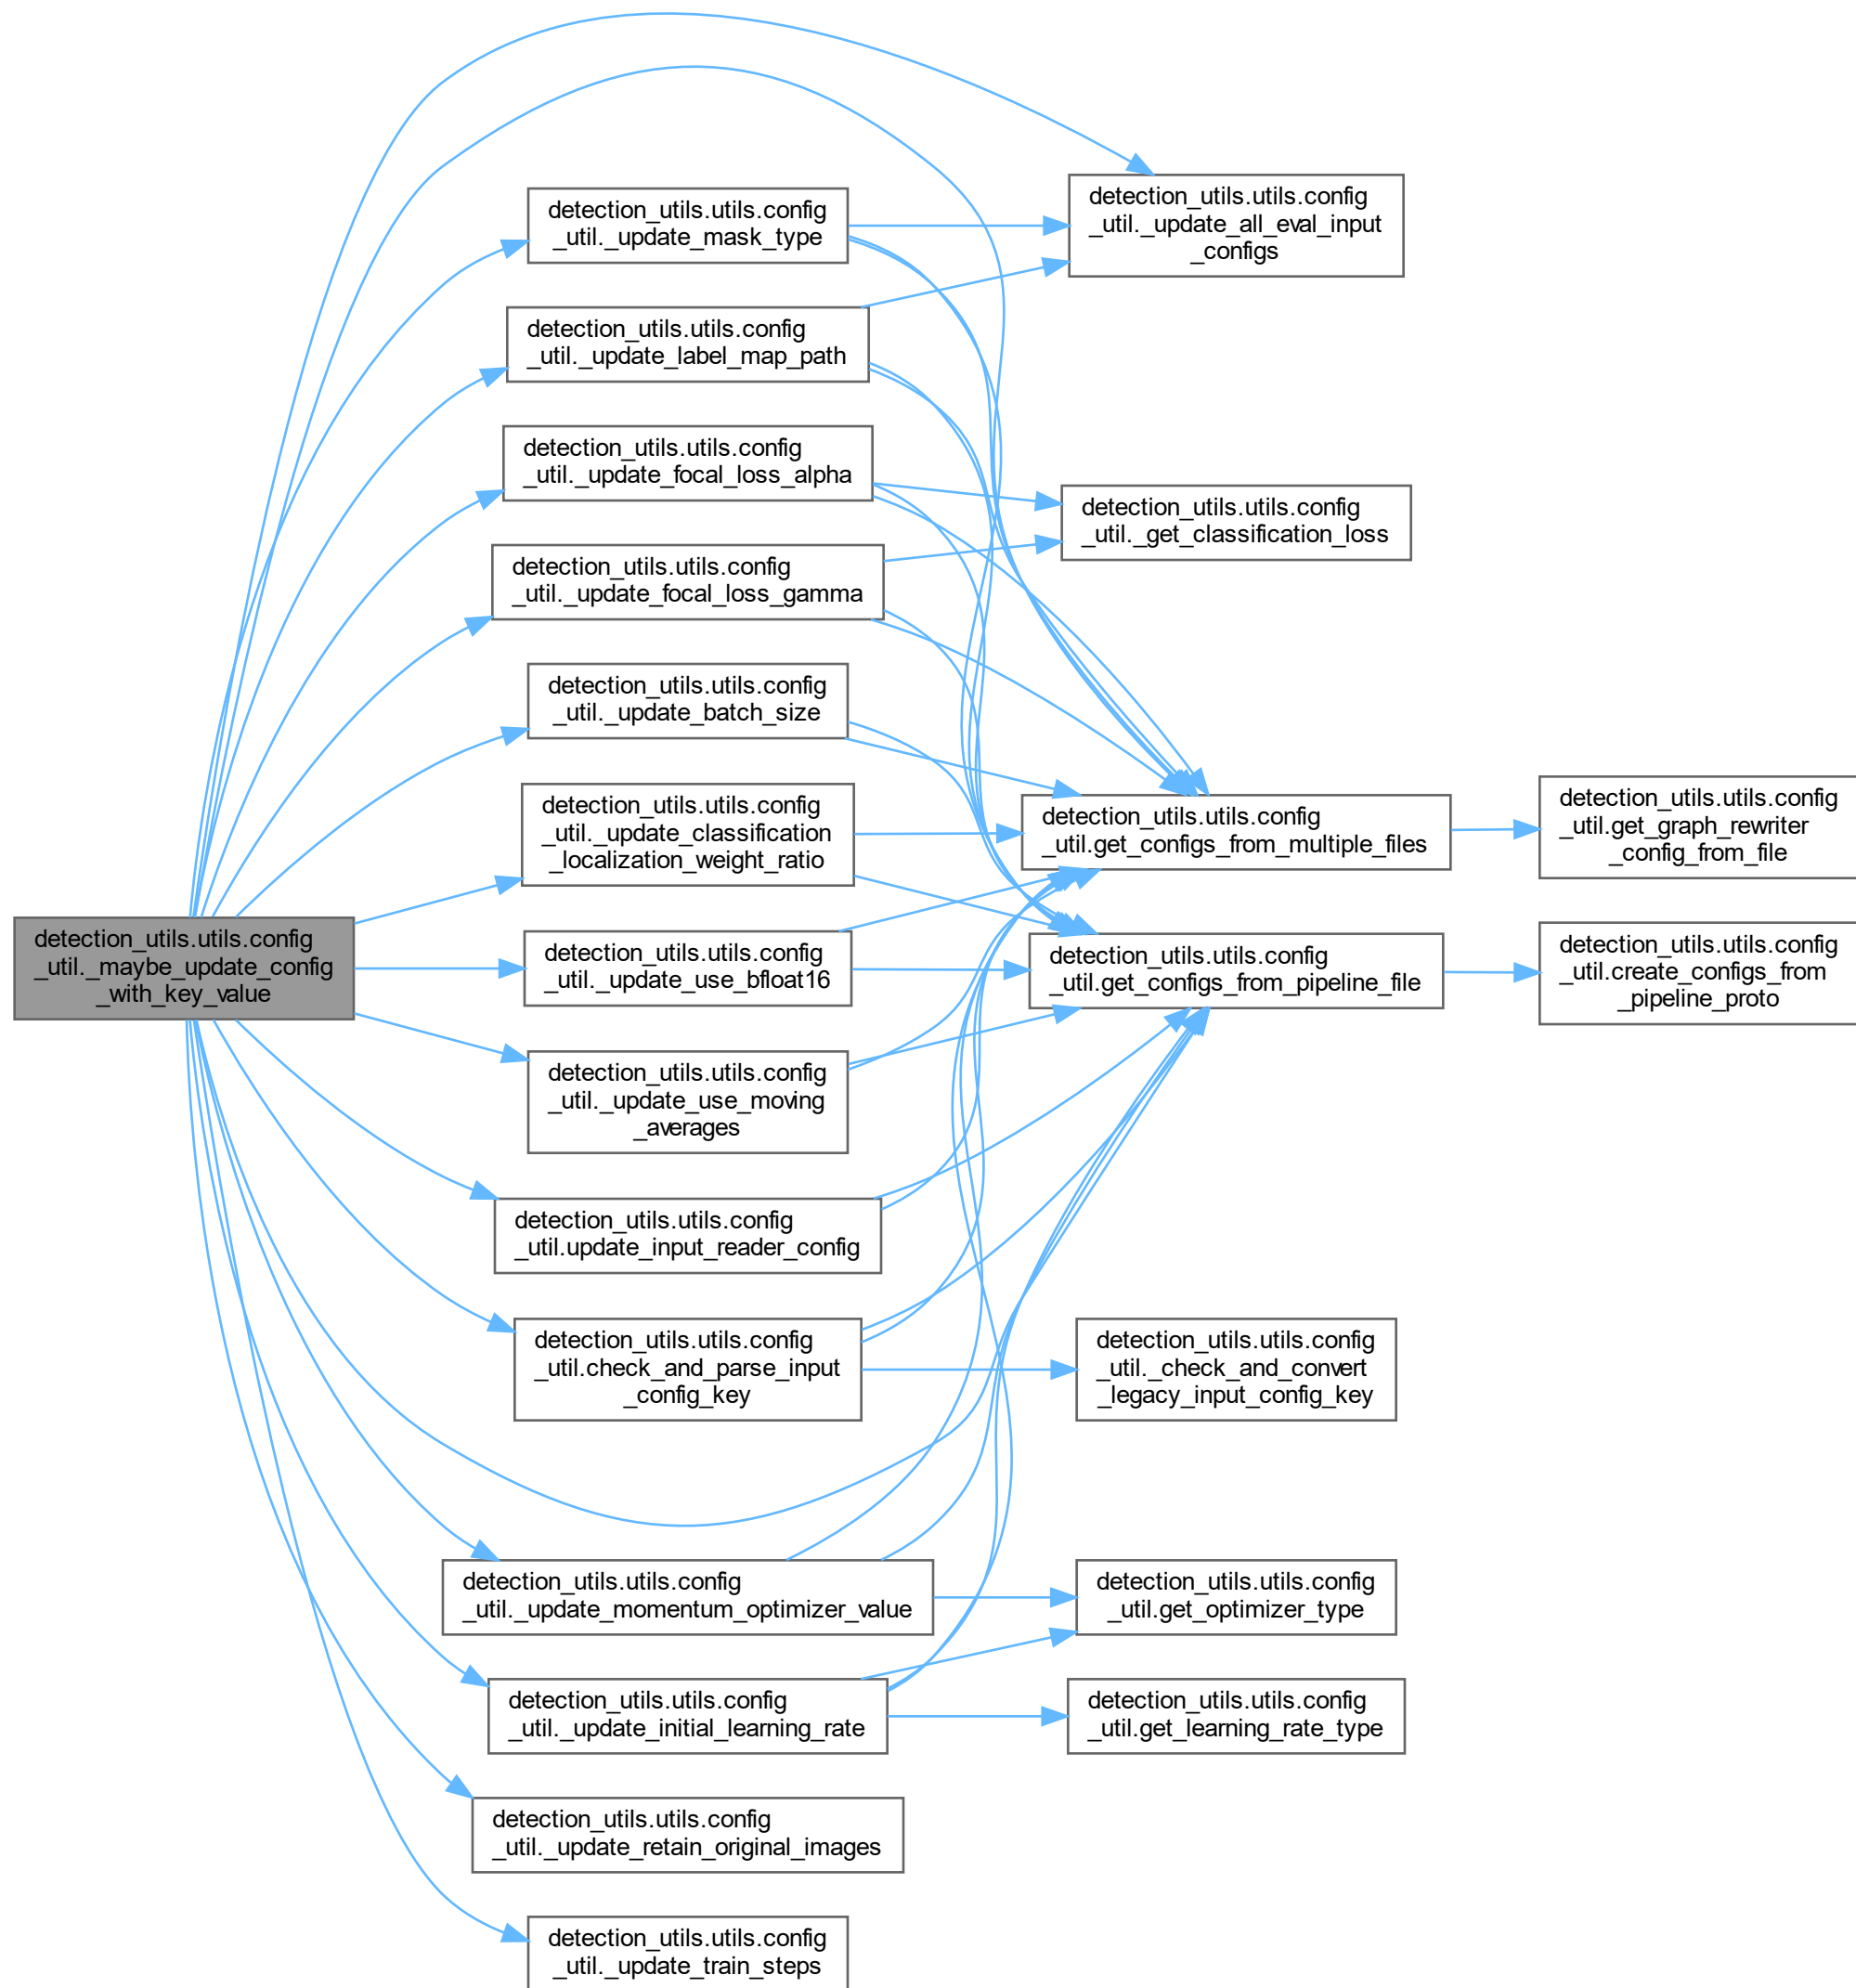 detection_utils.utils.config
_util._update_mask_type
detection_utils.utils.config
_util._update_all_eval_input
_configs
detection_utils.utils.config
_util._update_label_map_path
detection_utils.utils.config
_util._update_focal_loss_alpha
detection_utils.utils.config
_util._get_classification_loss
detection_utils.utils.config
_util._update_focal_loss_gamma
detection_utils.utils.config
_util._update_batch_size
detection_utils.utils.config
_util._update_classification
_localization_weight_ratio
detection_utils.utils.config
_util.get_configs_from_multiple_files
detection_utils.utils.config
_util.get_graph_rewriter
_config_from_file
detection_utils.utils.config
_util._maybe_update_config
_with_key_value
detection_utils.utils.config
_util._update_use_bfloat16
detection_utils.utils.config
_util.get_configs_from_pipeline_file
detection_utils.utils.config
_util.create_configs_from
_pipeline_proto
detection_utils.utils.config
_util._update_use_moving
_averages
detection_utils.utils.config
_util.update_input_reader_config
detection_utils.utils.config
_util.check_and_parse_input
_config_key
detection_utils.utils.config
_util._check_and_convert
_legacy_input_config_key
detection_utils.utils.config
_util._update_momentum_optimizer_value
detection_utils.utils.config
_util.get_optimizer_type
detection_utils.utils.config
_util._update_initial_learning_rate
detection_utils.utils.config
_util.get_learning_rate_type
detection_utils.utils.config
_util._update_retain_original_images
detection_utils.utils.config
_util._update_train_steps